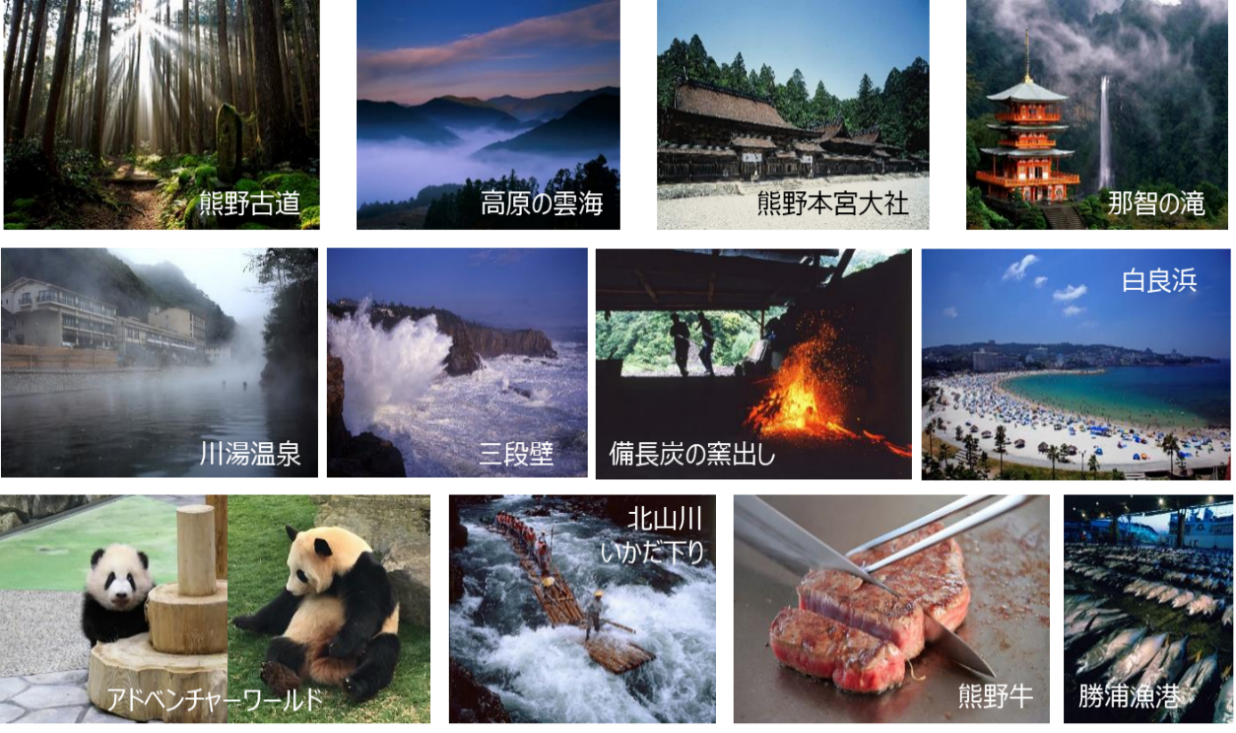 熊野古道
高原の雲海
熊野本宮大社
那智の滝
川湯温泉
三段壁
備長炭の窯出し
白良浜
アドベンチャーワールド
北山川
いかだ下り
熊野牛
勝浦漁港